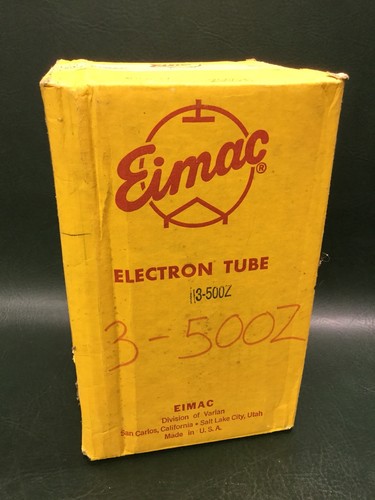 Eimac®
ELECTRON TUBE
3-500Z
3-500Z
EIMAC
Division of Varian
San Carlos, California • Salt Lake City, Utah
Made in U.S.A.